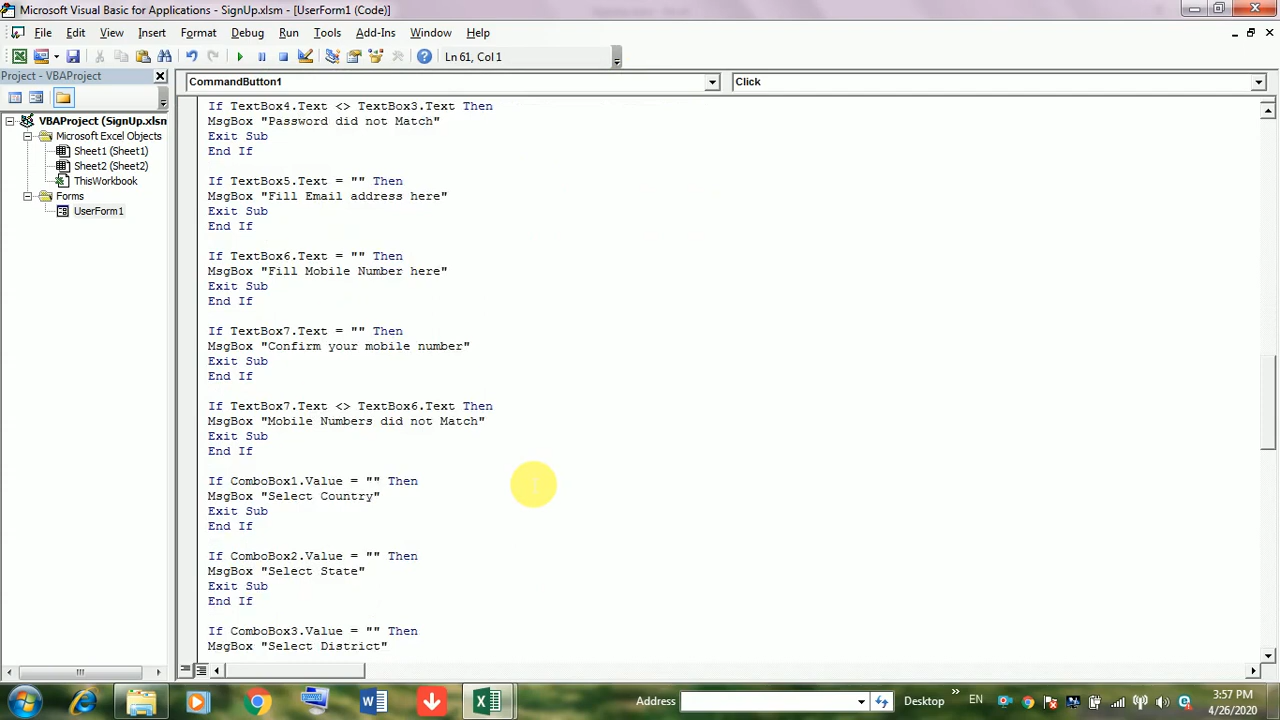 Microsoft Visual Basic for Applications - SignUp.xlsm - [UserForm1 (Code)]
File Edit View Insert Format Debug Run Tools Add-Ins Window Help
Ln 61, Col 1
Project - VBAProject
CommandButton1
Click
VBAProject (SignUp.xlsm
Microsoft Excel Objects
Sheet1 (Sheet1)
Sheet2 (Sheet2)
ThisWorkbook
Forms
UserForm1
If TextBox4.Text <> TextBox3.Text Then
MsgBox "Password did not Match"
Exit Sub
End If
If TextBox5.Text = "" Then
MsgBox "Fill Email address here"
Exit Sub
End If
If TextBox6.Text = "" Then
MsgBox "Fill Mobile Number here"
Exit Sub
End If
If TextBox7.Text = "" Then
MsgBox "Confirm your mobile number"
Exit Sub
End If
If TextBox7.Text <> TextBox6.Text Then
MsgBox "Mobile Numbers did not Match"
Exit Sub
End If
If ComboBox1.Value = "" Then
MsgBox "Select Country"
Exit Sub
End If
If ComboBox2.Value = "" Then
MsgBox "Select State"
Exit Sub
End If
If ComboBox3.Value = "" Then
MsgBox "Select District"
Address
Desktop
EN
3:57 PM
4/26/2020